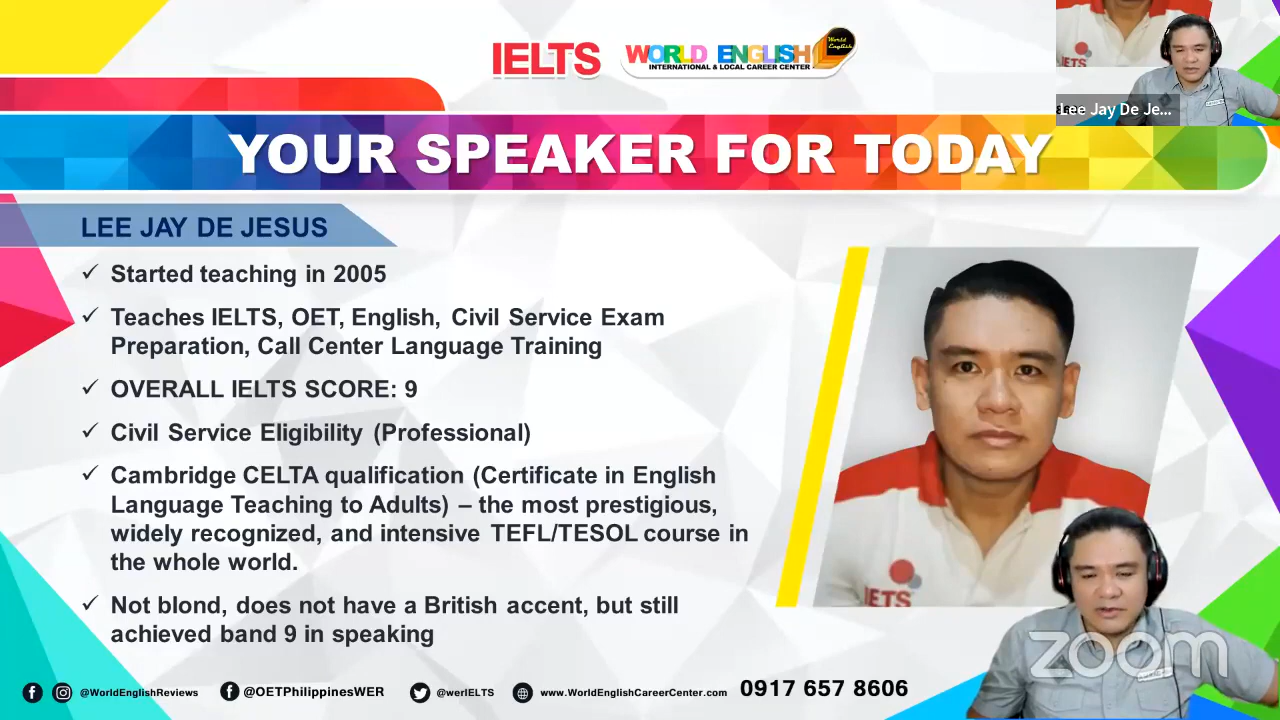 IELTS
WORLD ENGLISH
INTERNATIONAL & LOCAL CAREER CENTER
World English
Lee Jay De Je...
YOUR SPEAKER FOR TODAY
LEE JAY DE JESUS
✓ Started teaching in 2005
✓ Teaches IELTS, OET, English, Civil Service Exam
Preparation, Call Center Language Training
✓ OVERALL IELTS SCORE: 9
✓ Civil Service Eligibility (Professional)
✓ Cambridge CELTA qualification (Certificate in English
Language Teaching to Adults) – the most prestigious,
widely recognized, and intensive TEFL/TESOL course in
the whole world.
✓ Not blond, does not have a British accent, but still
achieved band 9 in speaking
IETS
zoom
@WorldEnglishReviews @OETPhilippinesWER @werIELTS www.WorldEnglishCareerCenter.com 0917 657 8606